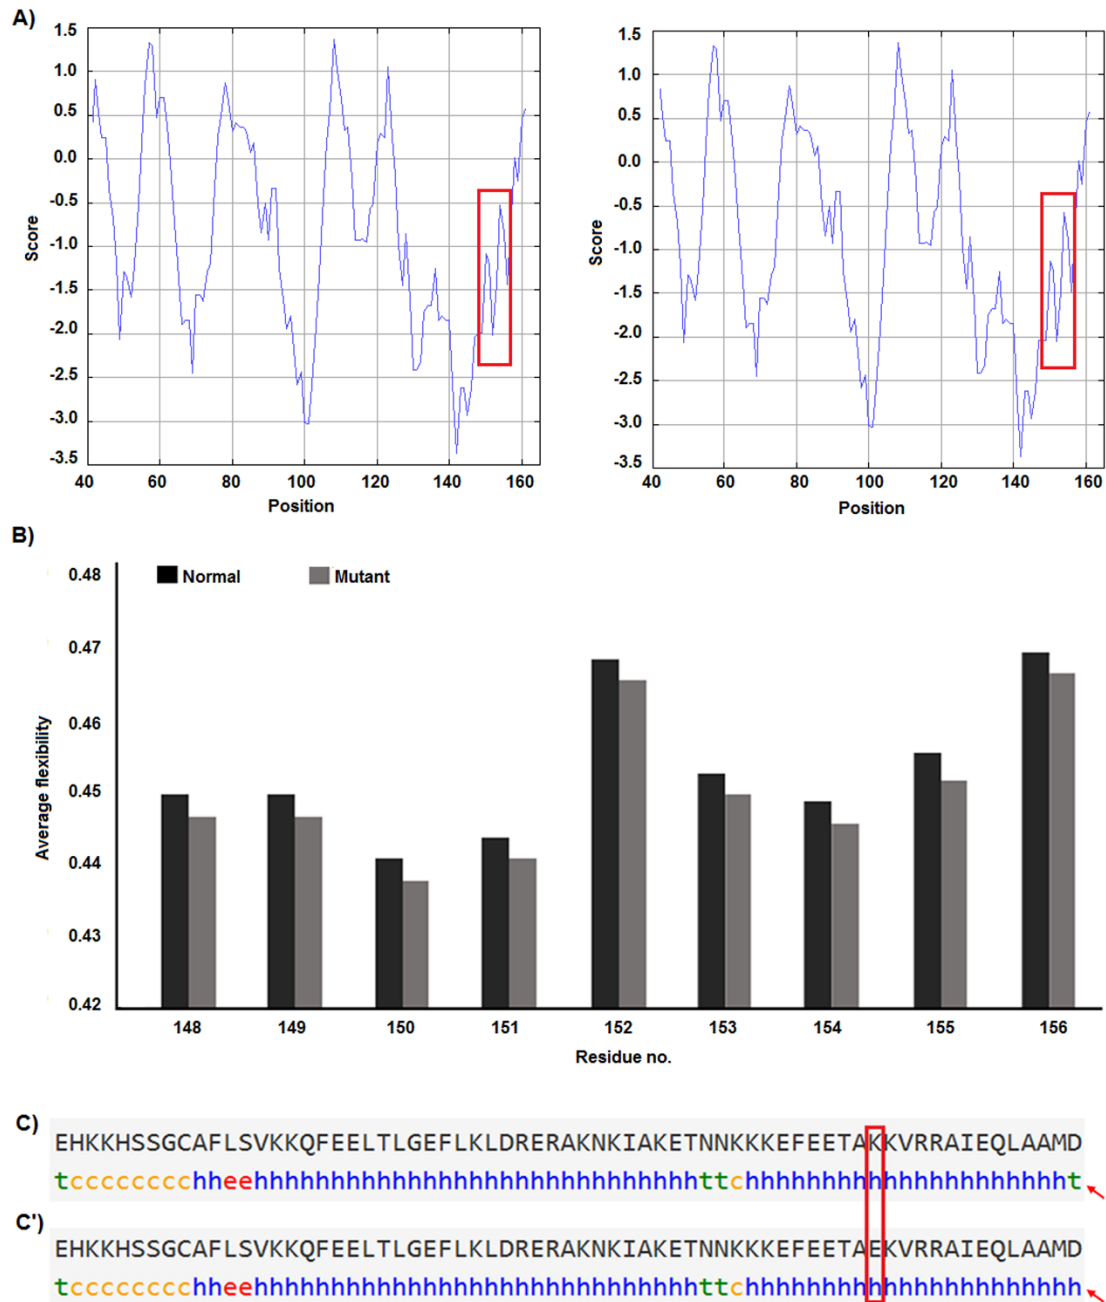 A)
1.5 1.0 0.5 0.0 -0.5 -1.0 -1.5 -2.0 -2.5 -3.0 -3.5
Score
40 60 80 100 120 140 160
Position
1.5 1.0 0.5 0.0 -0.5 -1.0 -1.5 -2.0 -2.5 -3.0 -3.5
Score
40 60 80 100 120 140 160
Position
B)
Normal Mutant
0.48 0.47 0.46 0.45 0.44 0.43 0.42
Average flexibility
148 149 150 151 152 153 154 155 156
Residue no.
C)
EHKKHSSGCAFLSVKKQFEELTLGEFLKLDRERAKNKIAKETNNKKKEFEETAKKVRRAIEQLAAMD
tcccccccchheehhhhhhhhhhhhhhhhhhhhhhhhhhhhhttchhhhhhhhhhhhhhhhhhhhht
C')
EHKKHSSGCAFLSVKKQFEELTLGEFLKLDRERAKNKIAKETNNKKKEFEETAEKVRRAIEQLAAMD
tcccccccchheehhhhhhhhhhhhhhhhhhhhhhhhhhhhhttchhhhhhhhhhhhhhhhhhhhhh